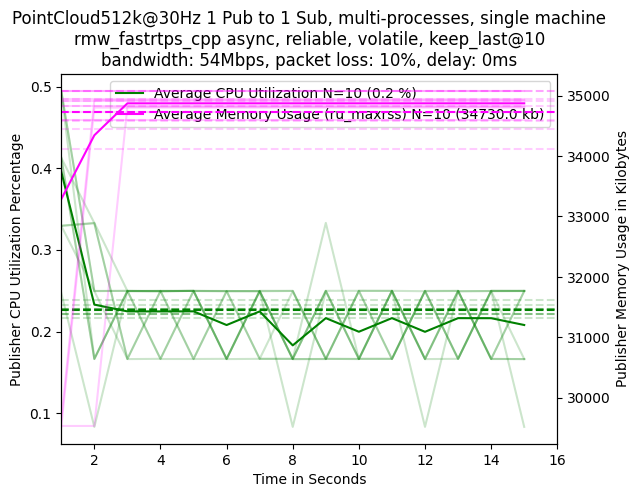 PointCloud512k@30Hz 1 Pub to 1 Sub, multi-processes, single machine
rmw_fastrtps_cpp async, reliable, volatile, keep_last@10
bandwidth: 54Mbps, packet loss: 10%, delay: 0ms
Average CPU Utilization N=10 (0.2 %)
Average Memory Usage (ru_maxrss) N=10 (34730.0 kb)
Publisher CPU Utilization Percentage
0.5
0.4
0.3
0.2
0.1
35000
34000
33000
32000
31000
30000
Publisher Memory Usage in Kilobytes
2 4 6 8 10 12 14 16
Time in Seconds